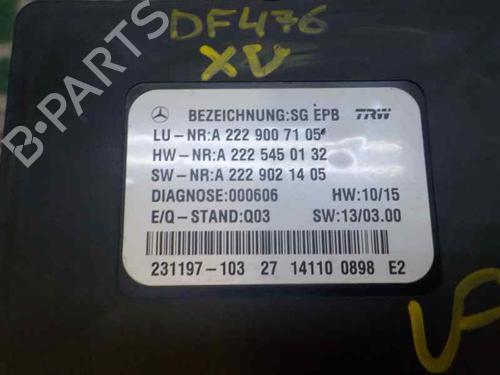 DF476
XV
BEZEICHNUNG:SG EPB TRW
LU-NR:A 222 900 71 05
HW-NR:A 222 545 01 32
SW-NR:A 222 902 14 05
DIAGNOSE:000606 HW:10/15
E/Q-STAND:Q03 SW:13/03.00
231197-103 27 14110 0898 E2
B-PARTS